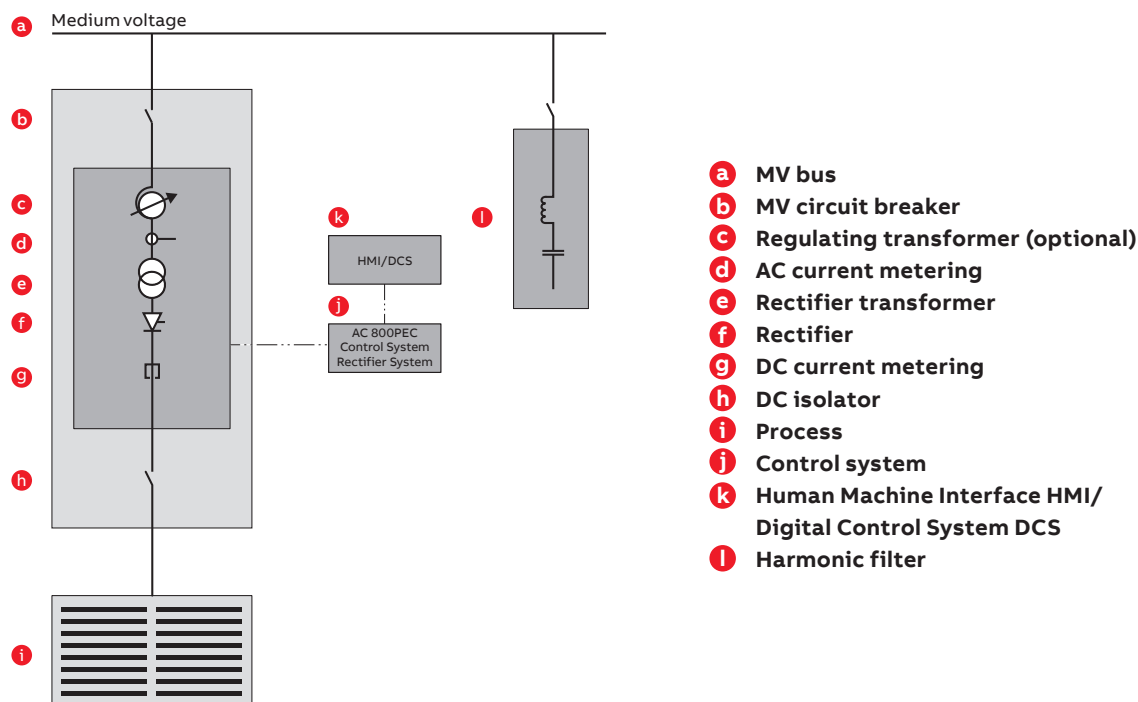 a Medium voltage
b
c
d
e
f
g
h
i
k
HMI/DCS
j
AC 800PEC
Control System
Rectifier System
l
a MV bus
b MV circuit breaker
c Regulating transformer (optional)
d AC current metering
e Rectifier transformer
f Rectifier
g DC current metering
h DC isolator
i Process
j Control system
k Human Machine Interface HMI/
Digital Control System DCS
l Harmonic filter